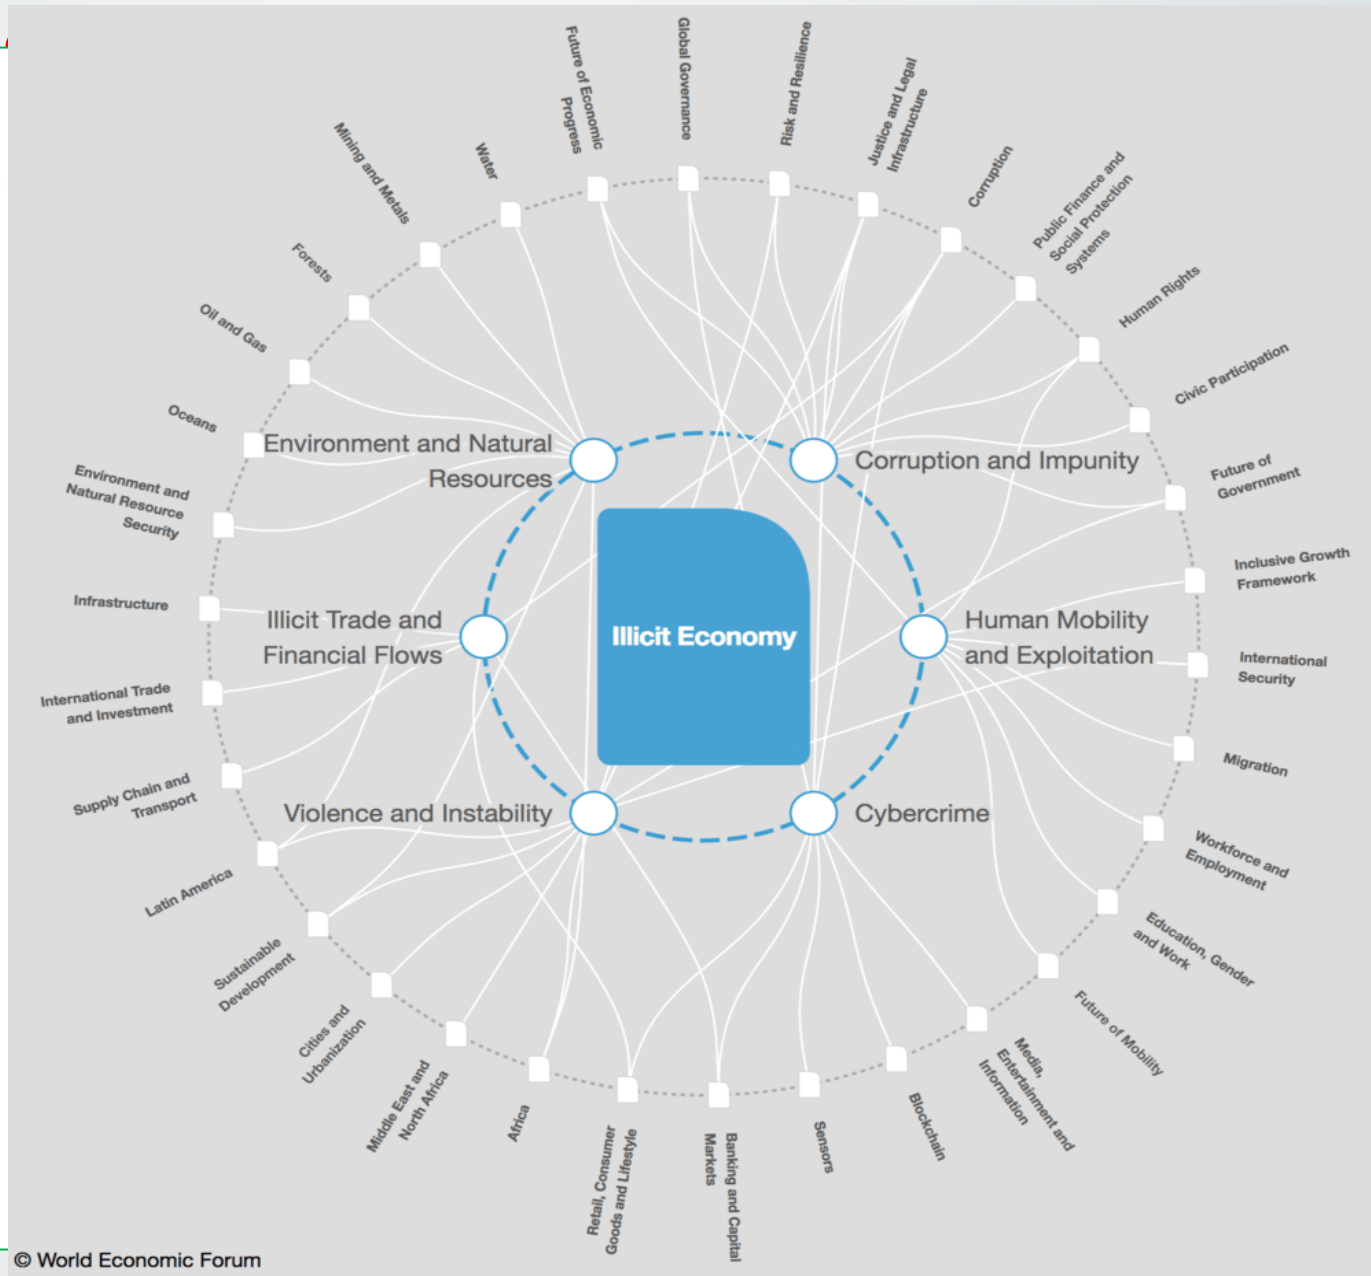 Future of Economic
Progress
Global Governance
Risk and Resilience
Justice and Legal
Infrastructure
Corruption
Public Finance and
Social Protection
Systems
Human Rights
Civic Participation
Future of
Government
Inclusive Growth
Framework
International
Security
Migration
Workforce and
Employment
Education, Gender
and Work
Future of Mobility
Media,
Entertainment and
Information
Blockchain
Sensors
Banking and Capital
Markets
Retail, Consumer
Goods and Lifestyle
Africa
Middle East and
North Africa
Cities and
Urbanization
Sustainable
Development
Latin America
Supply Chain and
Transport
International Trade
and Investment
Infrastructure
Environment and
Natural Resource
Security
Oceans
Oil and Gas
Forests
Mining and Metals
Water
Environment and Natural
Resources
Corruption and Impunity
Illicit Trade and
Financial Flows
Illicit Economy
Human Mobility
and Exploitation
Violence and Instability
Cybercrime
© World Economic Forum